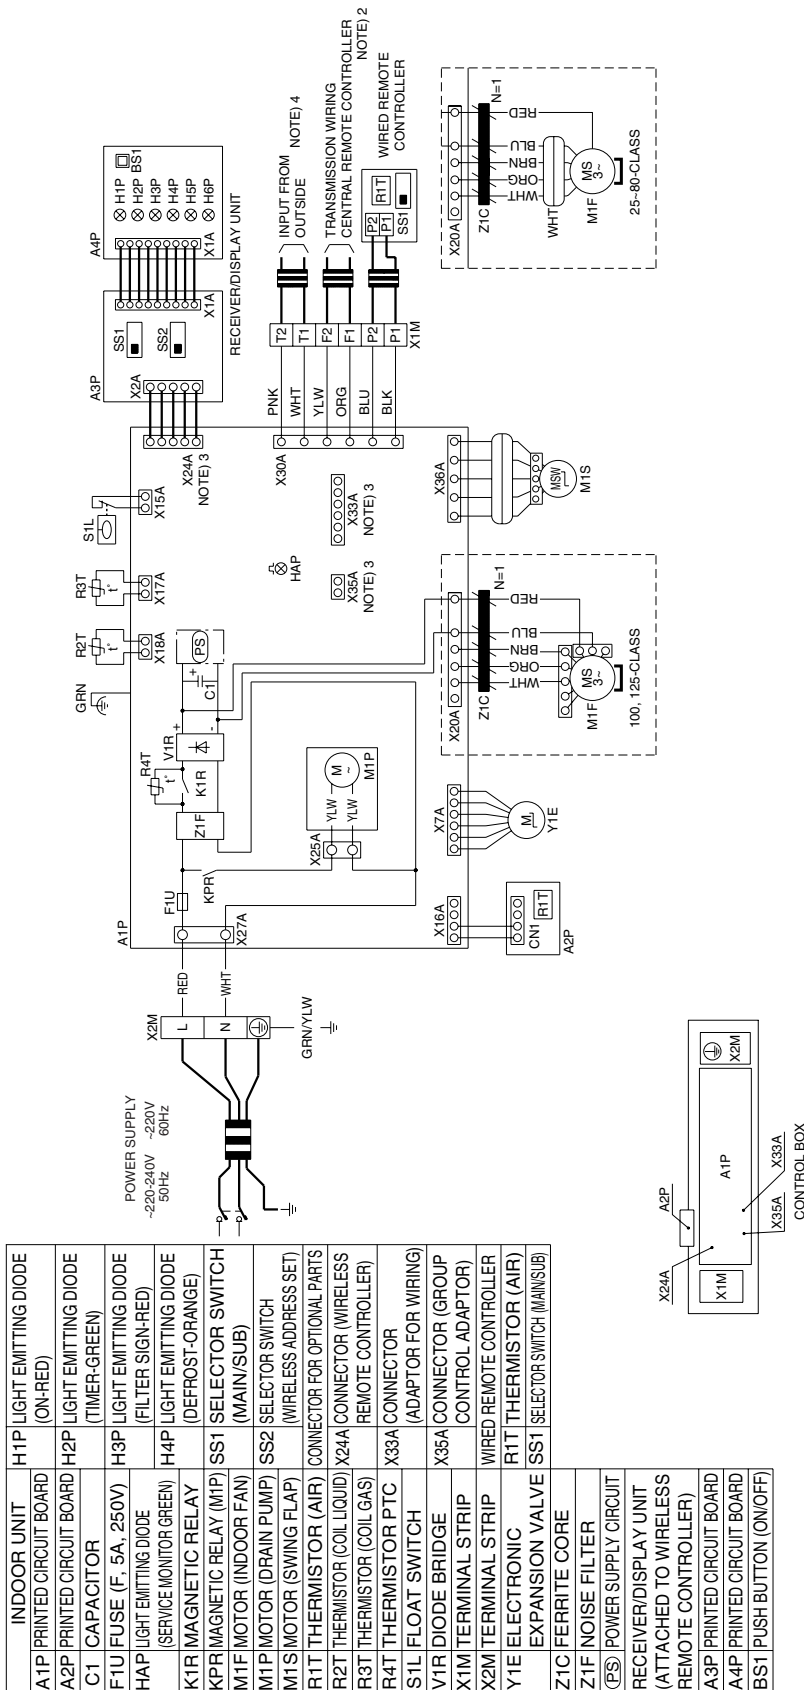 INDOOR UNIT
A1P PRINTED CIRCUIT BOARD
A2P PRINTED CIRCUIT BOARD
C1 CAPACITOR
F1U FUSE (F, 5A, 250V)
HAP LIGHT EMITTING DIODE
(SERVICE MONITOR GREEN)
K1R MAGNETIC RELAY
KPR MAGNETIC RELAY (M1P)
M1F MOTOR (INDOOR FAN)
M1P MOTOR (DRAIN PUMP)
M1S MOTOR (SWING FLAP)
R1T THERMISTOR (AIR)
R2T THERMISTOR (COIL LIQUID)
R3T THERMISTOR (COIL GAS)
R4T THERMISTOR PTC
S1L FLOAT SWITCH
V1R DIODE BRIDGE
X1M TERMINAL STRIP
X2M TERMINAL STRIP
Y1E ELECTRONIC
EXPANSION VALVE
Z1C FERRITE CORE
Z1F NOISE FILTER
PS POWER SUPPLY CIRCUIT
RECEIVER/DISPLAY UNIT
(ATTACHED TO WIRELESS
REMOTE CONTROLLER)
A3P PRINTED CIRCUIT BOARD
A4P PRINTED CIRCUIT BOARD
BS1 PUSH BUTTON (ON/OFF)
H1P LIGHT EMITTING DIODE
(ON-RED)
H2P LIGHT EMITTING DIODE
(TIMER-GREEN)
H3P LIGHT EMITTING DIODE
(FILTER SIGN-RED)
H4P LIGHT EMITTING DIODE
(DEFROST-ORANGE)
SS1 SELECTOR SWITCH
(MAIN/SUB)
SS2 SELECTOR SWITCH
(WIRELESS ADDRESS SET)
CONNECTOR FOR OPTIONAL PARTS
X24A CONNECTOR (WIRELESS
REMOTE CONTROLLER)
X33A CONNECTOR
(ADAPTOR FOR WIRING)
X35A CONNECTOR (GROUP
CONTROL ADAPTOR)
WIRED REMOTE CONTROLLER
R1T THERMISTOR (AIR)
SS1 SELECTOR SWITCH (MAIN/SUB)
POWER SUPPLY
~220-240V ~220V
50Hz 60Hz
X2M
L
N
GRN/YLW
RED
WHT
A1P
X27A
F1U
KPR
Z1F
K1R
R4T
t°
V1R
+
-
C1
+
PS
GRN
R2T
t°
X18A
R3T
t°
X17A
S1L
X15A
X24A
NOTE) 3
X25A
YLW
YLW
M
~
M1P
HAP
X35A
NOTE) 3
X33A
NOTE) 3
X30A
PNK
WHT
YLW
ORG
BLU
BLK
T2
T1
F2
F1
P2
P1
X1M
INPUT FROM
OUTSIDE NOTE) 4
TRANSMISSION WIRING
CENTRAL REMOTE CONTROLLER
NOTE) 2
WIRED REMOTE
CONTROLLER
P2
P1
R1T
SS1
A3P
X2A
SS1
SS2
X1A
A4P
X1A
BS1
H1P
H2P
H3P
H4P
H5P
H6P
RECEIVER/DISPLAY UNIT
X16A
CN1
R1T
A2P
X7A
M
Y1E
X20A
Z1C
N=1
WHT
ORG
BRN
BLU
RED
M1F
MS
3~
100, 125-CLASS
X36A
MSW
M1S
X20A
Z1C
N=1
WHT
ORG
BRN
BLU
RED
WHT
M1F
MS
3~
25~80-CLASS
X24A
A2P
X1M
A1P
X2M
X35A
X33A
CONTROL BOX